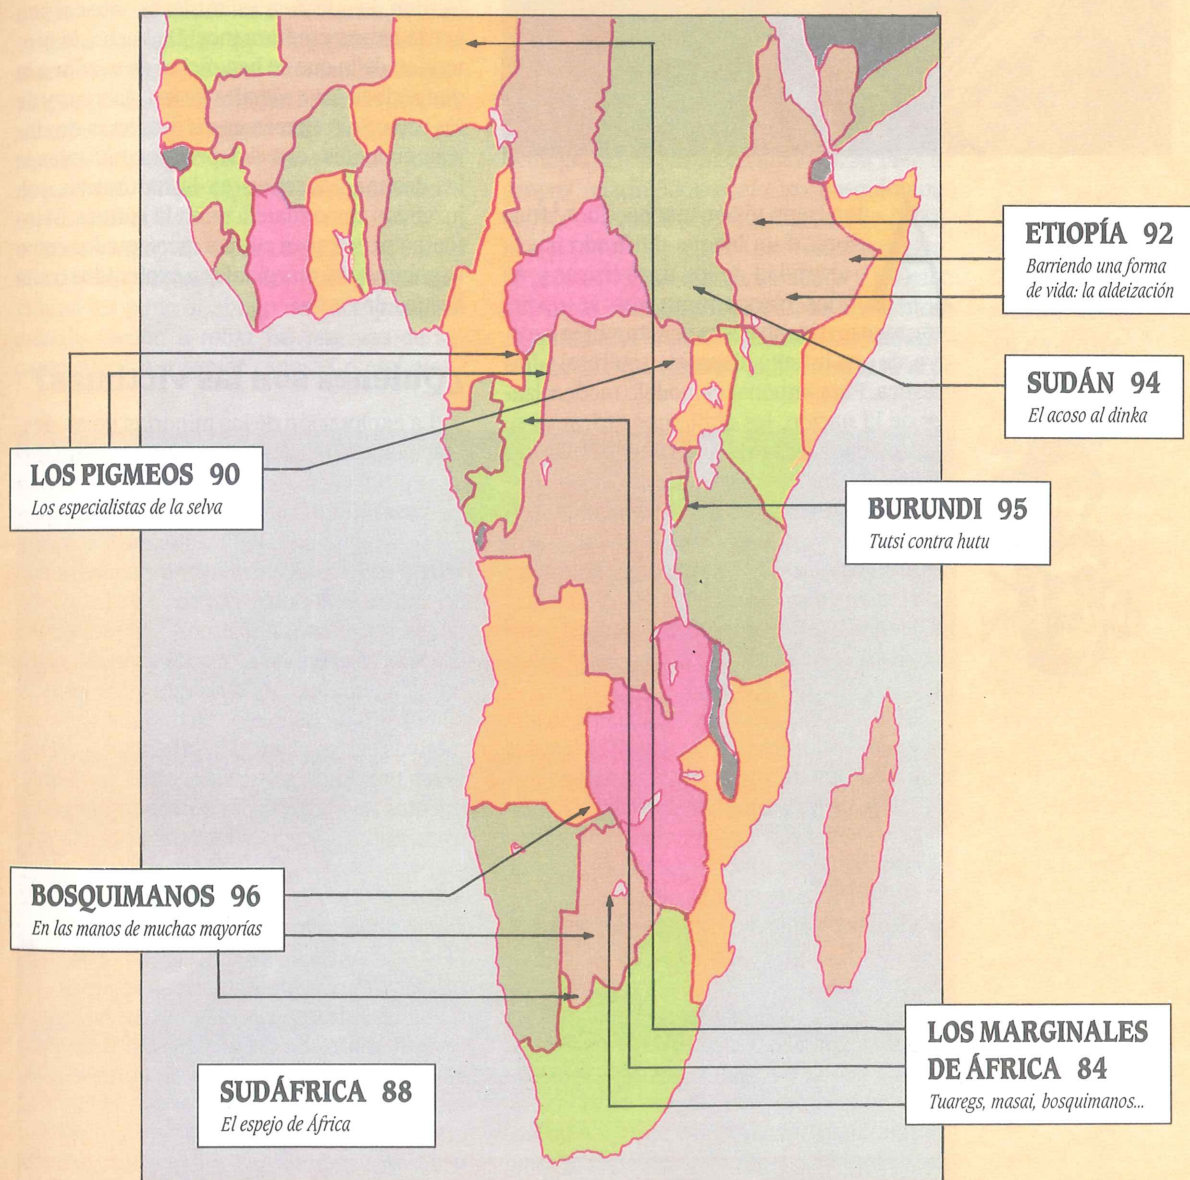 ETIOPÍA 92
Barriendo una forma
de vida: la aldeización
SUDÁN 94
El acoso al dinka
LOS PIGMEOS 90
Los especialistas de la selva
BURUNDI 95
Tutsi contra hutu
BOSQUIMANOS 96
En las manos de muchas mayorías
LOS MARGINALES
DE ÁFRICA 84
Tuaregs, masai, bosquimanos...
SUDÁFRICA 88
El espejo de África